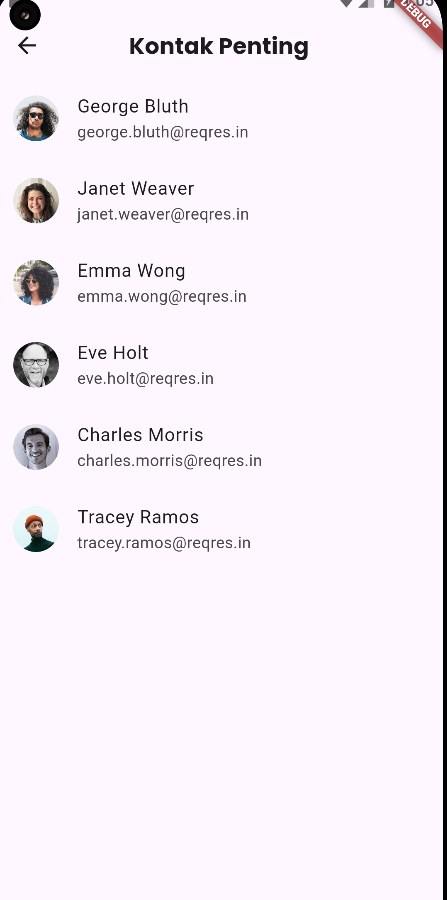 DEBUG
Kontak Penting
George Bluth
george.bluth@reqres.in
Janet Weaver
janet.weaver@reqres.in
Emma Wong
emma.wong@reqres.in
Eve Holt
eve.holt@reqres.in
Charles Morris
charles.morris@reqres.in
Tracey Ramos
tracey.ramos@reqres.in